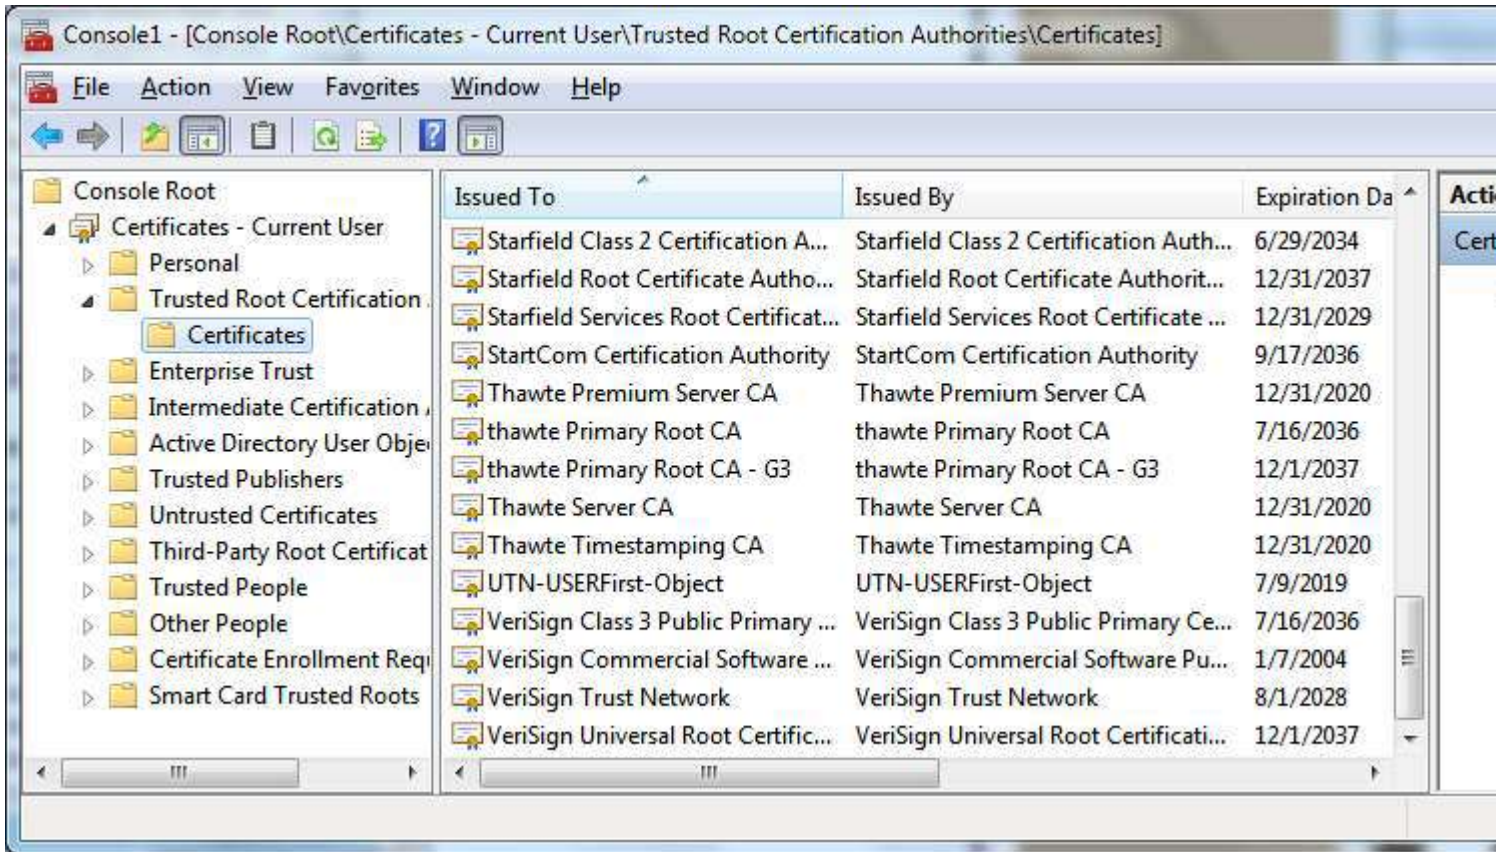 Console1 - [Console Root\Certificates - Current User\Trusted Root Certification Authorities\Certificates]
File Action View Favorites Window Help
Console Root
Certificates - Current User
Personal
Trusted Root Certification
Certificates
Enterprise Trust
Intermediate Certification
Active Directory User Obje
Trusted Publishers
Untrusted Certificates
Third-Party Root Certificat
Trusted People
Other People
Certificate Enrollment Requ
Smart Card Trusted Roots
Issued To Issued By Expiration Da
Starfield Class 2 Certification A... Starfield Class 2 Certification Auth... 6/29/2034
Starfield Root Certificate Autho... Starfield Root Certificate Authorit... 12/31/2037
Starfield Services Root Certificat... Starfield Services Root Certificate ... 12/31/2029
StartCom Certification Authority StartCom Certification Authority 9/17/2036
Thawte Premium Server CA Thawte Premium Server CA 12/31/2020
thawte Primary Root CA thawte Primary Root CA 7/16/2036
thawte Primary Root CA - G3 thawte Primary Root CA - G3 12/1/2037
Thawte Server CA Thawte Server CA 12/31/2020
Thawte Timestamping CA Thawte Timestamping CA 12/31/2020
UTN-USERFirst-Object UTN-USERFirst-Object 7/9/2019
VeriSign Class 3 Public Primary ... VeriSign Class 3 Public Primary Ce... 7/16/2036
VeriSign Commercial Software ... VeriSign Commercial Software Pu... 1/7/2004
VeriSign Trust Network VeriSign Trust Network 8/1/2028
VeriSign Universal Root Certific... VeriSign Universal Root Certificati... 12/1/2037
Acti
Cert